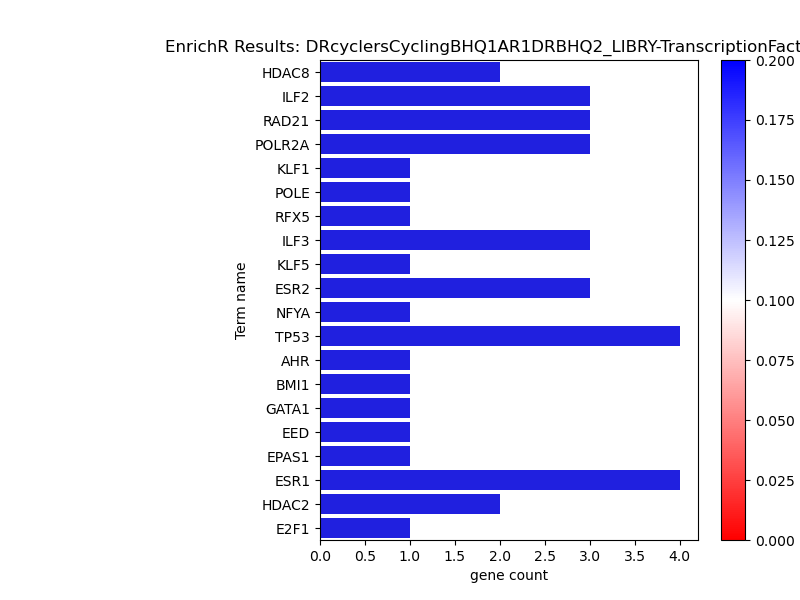 EnrichR Results: DRcyclersCyclingBHQ1AR1DRBHQ2_LIBRY-TranscriptionFact
HDAC8
ILF2
RAD21
POLR2A
KLF1
POLE
RFX5
ILF3
KLF5
ESR2
NFYA
TP53
AHR
BMI1
GATA1
EED
EPAS1
ESR1
HDAC2
E2F1
Term name
0.0 0.5 1.0 1.5 2.0 2.5 3.0 3.5 4.0
gene count
0.200
0.175
0.150
0.125
0.100
0.075
0.050
0.025
0.000